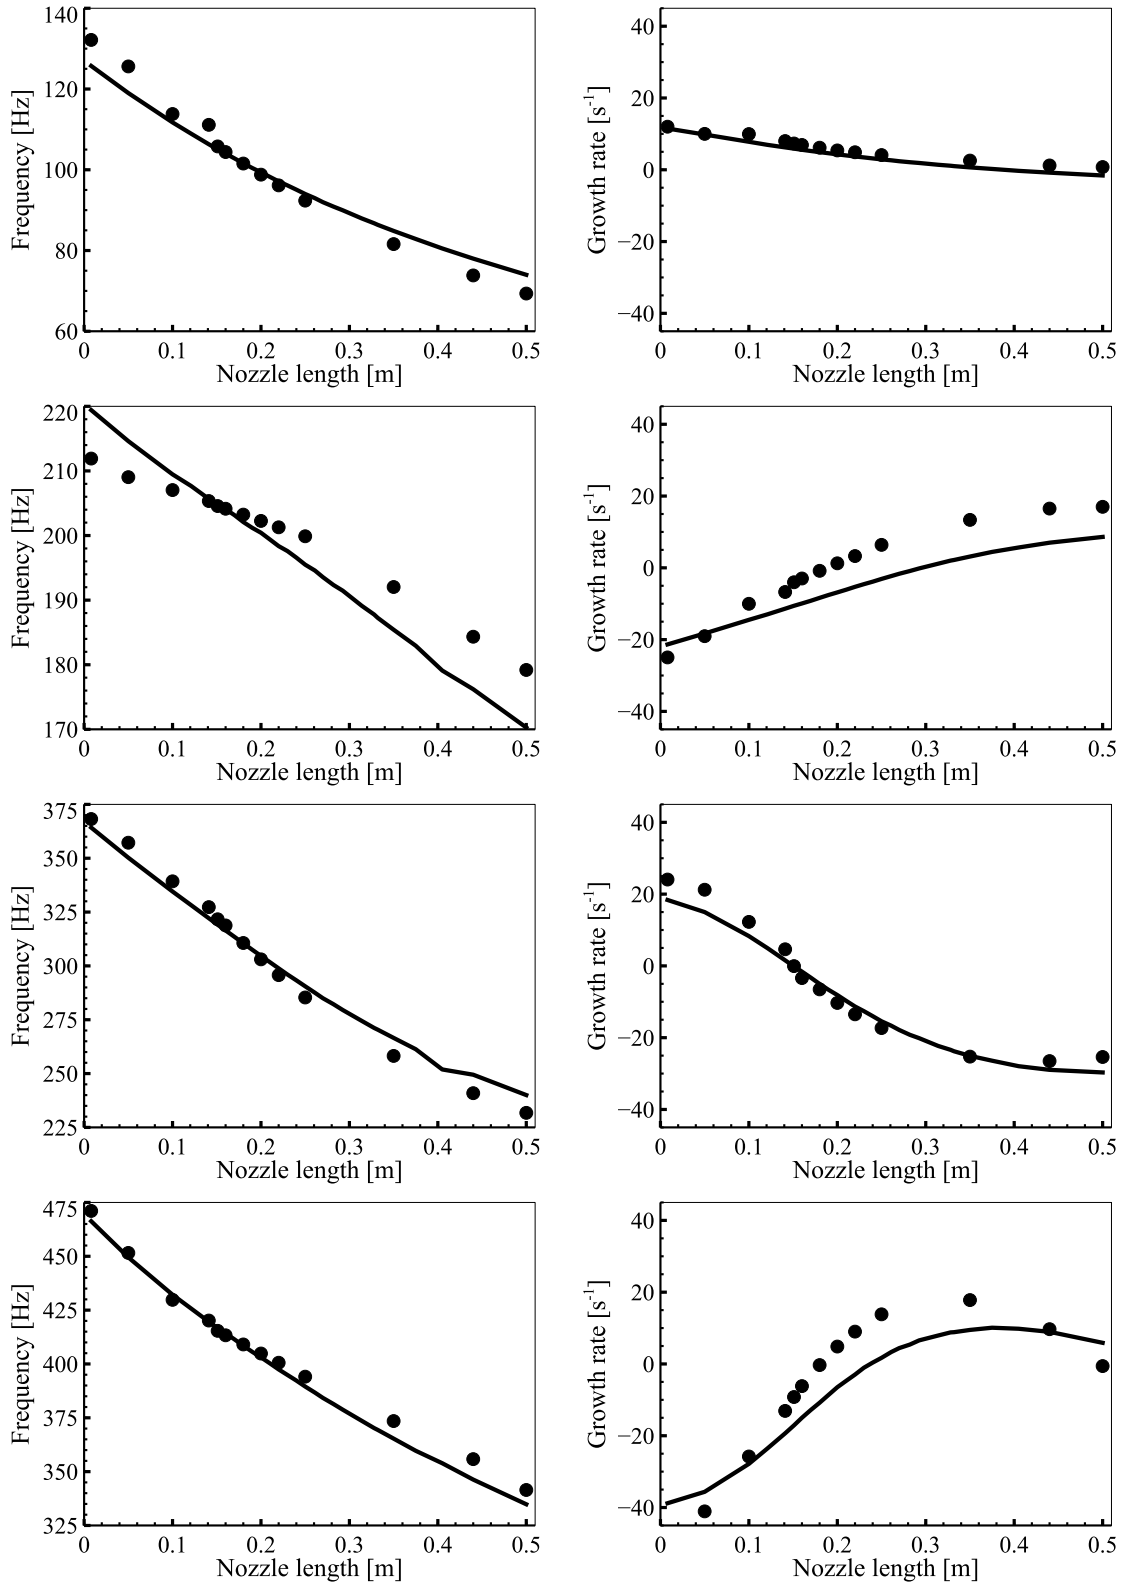 140
120
100
80
60
Frequency [Hz]
0 0.1 0.2 0.3 0.4 0.5
Nozzle length [m]
40
20
0
−20
−40
Growth rate [s-1]
0 0.1 0.2 0.3 0.4 0.5
Nozzle length [m]
220
210
200
190
180
170
Frequency [Hz]
0 0.1 0.2 0.3 0.4 0.5
Nozzle length [m]
40
20
0
−20
−40
Growth rate [s-1]
0 0.1 0.2 0.3 0.4 0.5
Nozzle length [m]
375
350
325
300
275
250
225
Frequency [Hz]
0 0.1 0.2 0.3 0.4 0.5
Nozzle length [m]
40
20
0
−20
−40
Growth rate [s-1]
0 0.1 0.2 0.3 0.4 0.5
Nozzle length [m]
475
450
425
400
375
350
325
Frequency [Hz]
0 0.1 0.2 0.3 0.4 0.5
Nozzle length [m]
40
20
0
−20
−40
Growth rate [s-1]
0 0.1 0.2 0.3 0.4 0.5
Nozzle length [m]